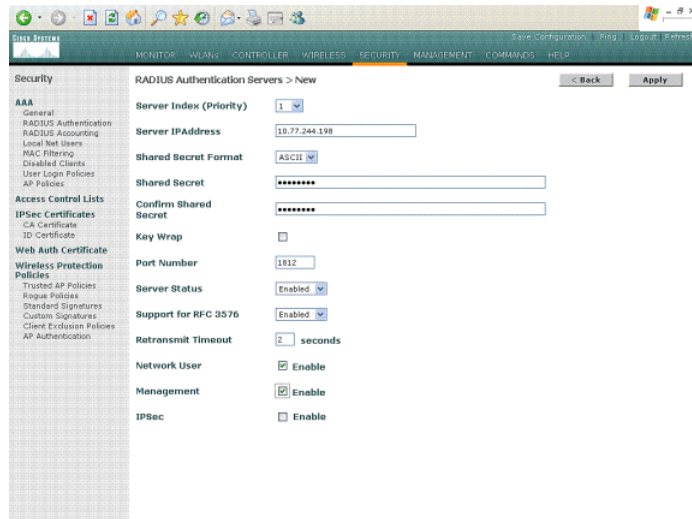 Save Configuration | Ping | Logout Refres
CISCO SYSTEMS
MONITOR WLANs CONTROLLER WIRELESS SECURITY MANAGEMENT COMMANDS HELP
Security
RADIUS Authentication Servers > New
< Back
Apply
AAA
General
RADIUS Authentication
RADIUS Accounting
Local Net Users
MAC Filtering
Disabled Clients
User Login Policies
AP Policies
Access Control Lists
IPSec Certificates
CA Certificate
ID Certificate
Web Auth Certificate
Wireless Protection
Policies
Trusted AP Policies
Rogue Policies
Standard Signatures
Custom Signatures
Client Exclusion Policies
AP Authentication
Server Index (Priority) 1
Server IPAddress 10.77.244.198
Shared Secret Format ASCII
Shared Secret ••••••••
Confirm Shared
Secret ••••••••
Key Wrap
Port Number 1812
Server Status Enabled
Support for RFC 3576 Enabled
Retransmit Timeout 2 seconds
Network User Enable
Management Enable
IPSec Enable